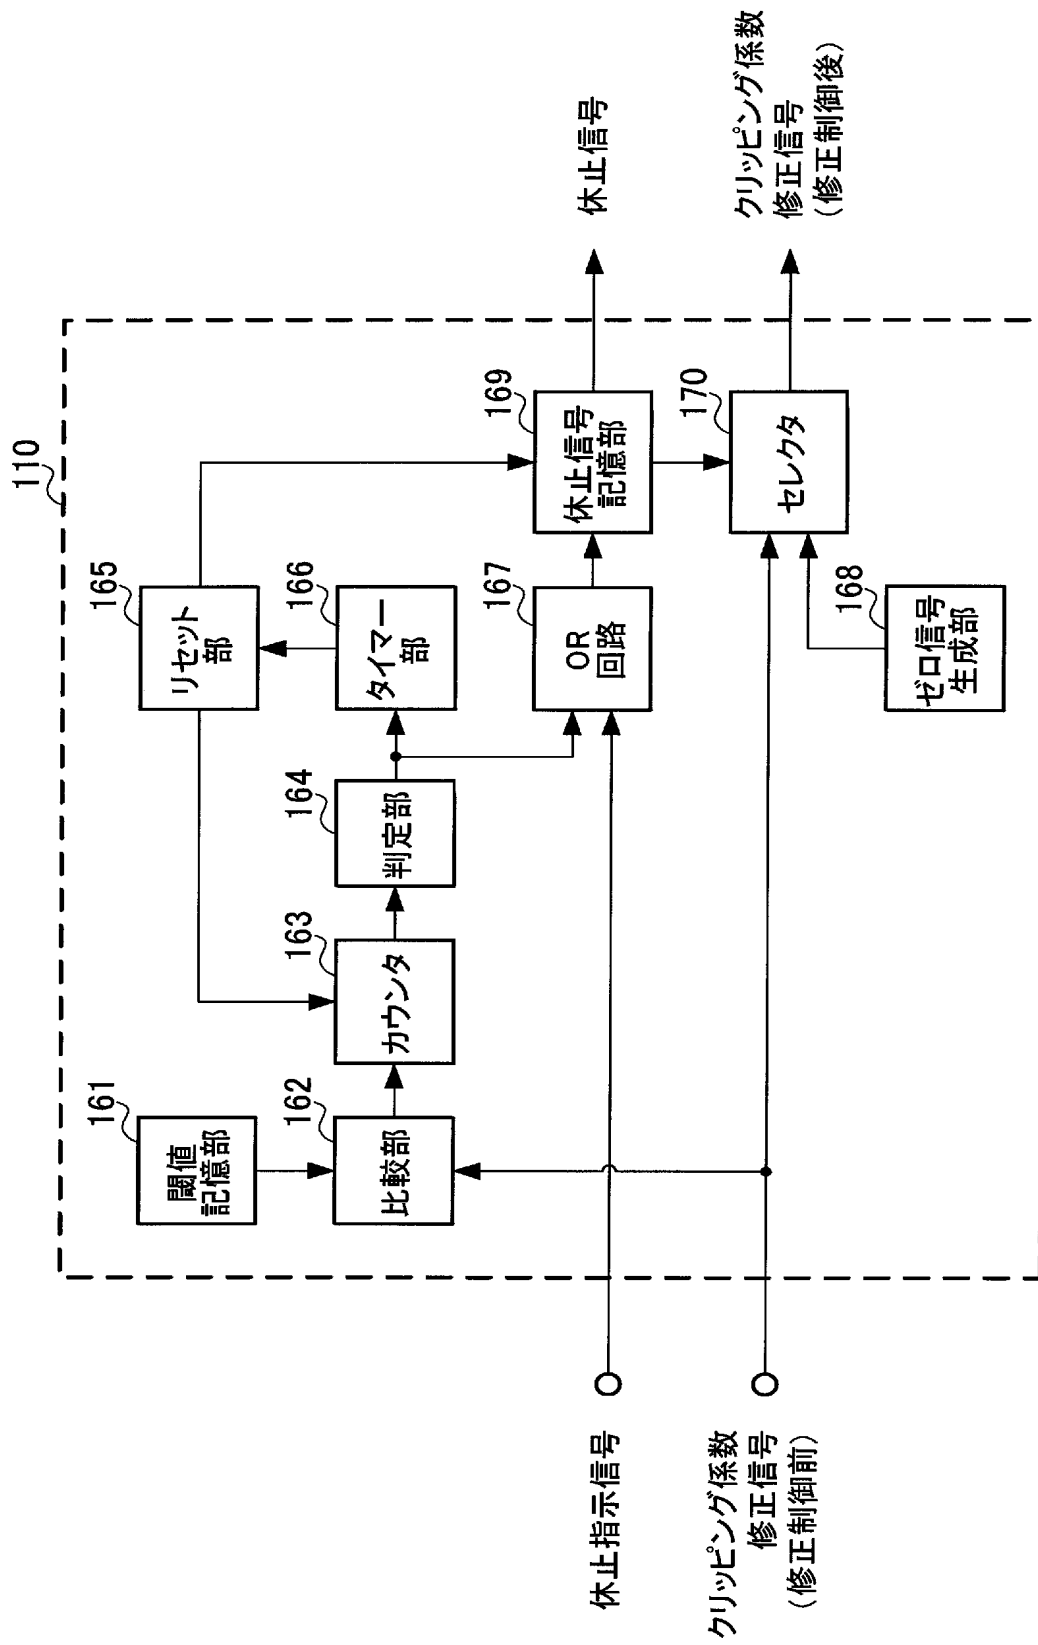 110
161
閾値
記憶部
162
比較部
163
カウンタ
164
判定部
165
リセット
部
166
タイマー
部
167
OR
回路
168
ゼロ信号
生成部
169
休止信号
記憶部
170
セレクタ
休止指示信号
クリッピング係数
修正信号
（修正制御前）
休止信号
クリッピング係数
修正信号
（修正制御後）